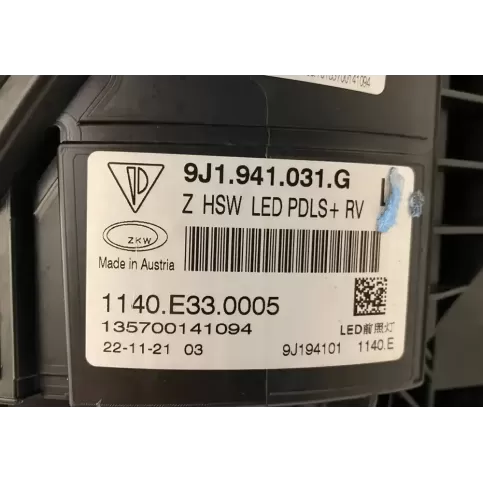 9J1.941.031.G
Z HSW LED PDLS+ RV
ZKW
Made in Austria
1140.E33.0005
135700141094
LED前照灯
22-11-21 03
9J194101 1140.E